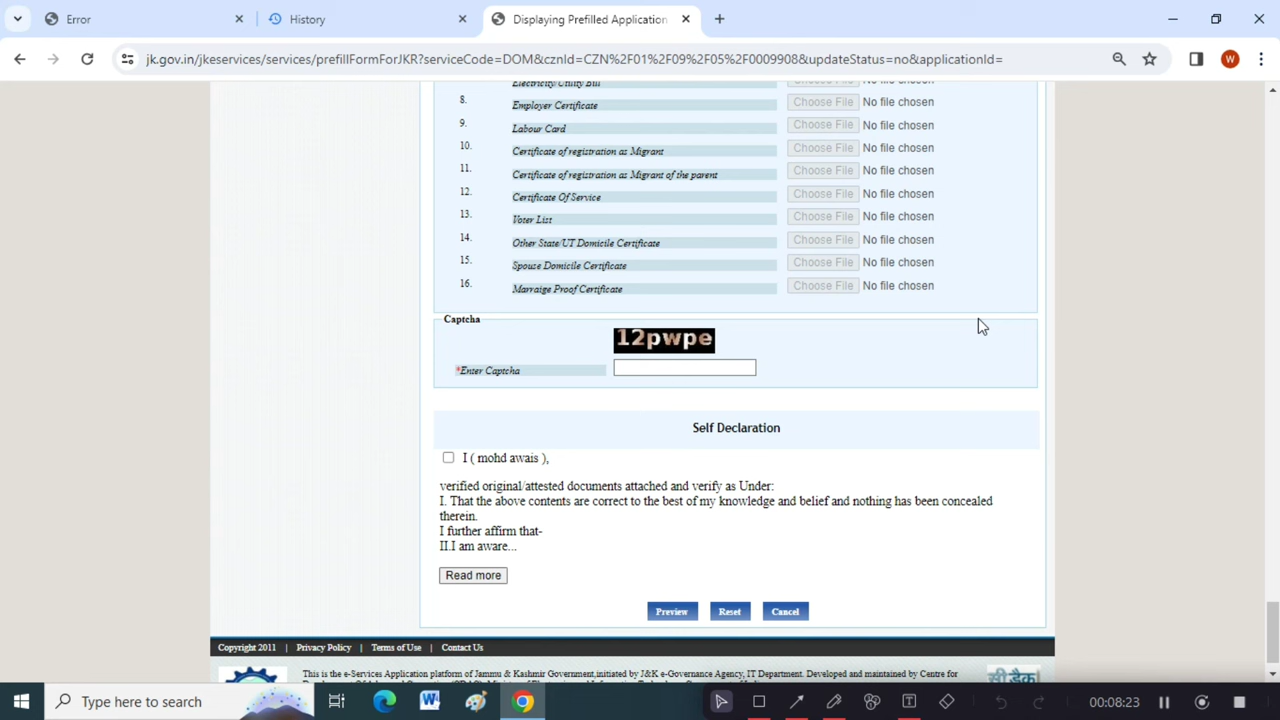 Error
History
Displaying Prefilled Application
jk.gov.in/jkeservices/services/prefillFormForJKR?serviceCode=DOM&cznId=CZN%2F01%2F09%2F05%2F0009908&updateStatus=no&applicationId=
W
Electricity/Utility Bill Choose File No file chosen
8. Employer Certificate Choose File No file chosen
9. Labour Card Choose File No file chosen
10. Certificate of registration as Migrant Choose File No file chosen
11. Certificate of registration as Migrant of the parent Choose File No file chosen
12. Certificate Of Service Choose File No file chosen
13. Voter List Choose File No file chosen
14. Other State/UT Domicile Certificate Choose File No file chosen
15. Spouse Domicile Certificate Choose File No file chosen
16. Marraige Proof Certificate Choose File No file chosen
Captcha
12pwpe
*Enter Captcha
Self Declaration
I ( mohd awais ),
verified original/attested documents attached and verify as Under:
I. That the above contents are correct to the best of my knowledge and belief and nothing has been concealed
therein.
I further affirm that-
II.I am aware...
Read more
Preview Reset Cancel
Copyright 2011 | Privacy Policy | Terms of Use | Contact Us
This is the e-Services Application platform of Jammu & Kashmir Government,initiated by J&K e-Governance Agency, IT Department. Developed and maintained by Centre for
सी डैक
Type here to search
00:08:23